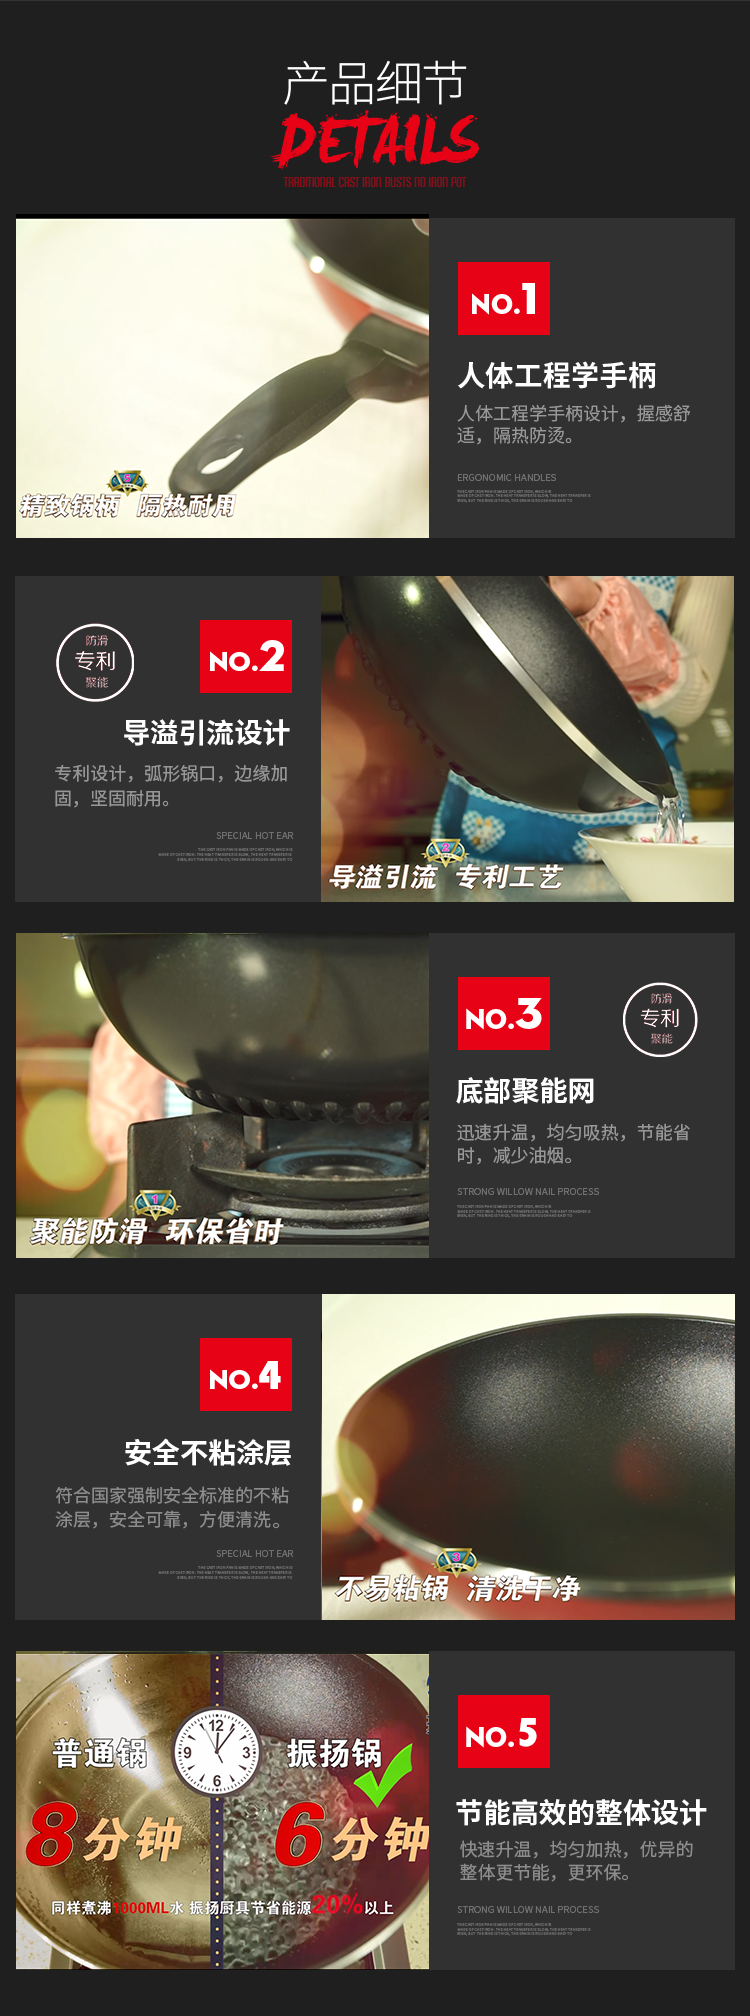 产品细节
DETAILS
TRADITIONAL CAST IRON RUSTS NO IRON POT
NO.1
人体工程学手柄
人体工程学手柄设计，握感舒
适，隔热防烫。
ERGONOMIC HANDLES
5
精致锅柄 隔热耐用
防滑
专利
聚能
NO.2
导溢引流设计
专利设计，弧形锅口，边缘加
固，坚固耐用。
SPECIAL HOT EAR
2
导溢引流 专利工艺
NO.3
防滑
专利
聚能
底部聚能网
迅速升温，均匀吸热，节能省
时，减少油烟。
STRONG WILLOW NAIL PROCESS
1
聚能防滑 环保省时
NO.4
安全不粘涂层
符合国家强制安全标准的不粘
涂层，安全可靠，方便清洗。
SPECIAL HOT EAR
3
不易粘锅 清洗干净
普通锅
12
3
6
9
振扬锅
8分钟
6分钟
同样煮沸1000ML水 振扬厨具节省能源20%以上
NO.5
节能高效的整体设计
快速升温，均匀加热，优异的
整体更节能，更环保。
STRONG WILLOW NAIL PROCESS